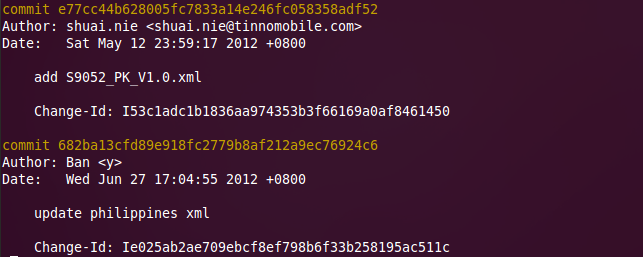 commit e77cc44b628005fc7833a14e246fc058358adf52
Author: shuai.nie <shuai.nie@tinnomobile.com>
Date:   Sat May 12 23:59:17 2012 +0800
add S9052_PK_V1.0.xml
Change-Id: I53c1adc1b1836aa974353b3f66169a0af8461450
commit 682ba13cfd89e918fc2779b8af212a9ec76924c6
Author: Ban <y>
Date:   Wed Jun 27 17:04:55 2012 +0800
update philippines xml
Change-Id: Ie025ab2ae709ebcf8ef798b6f33b258195ac511c